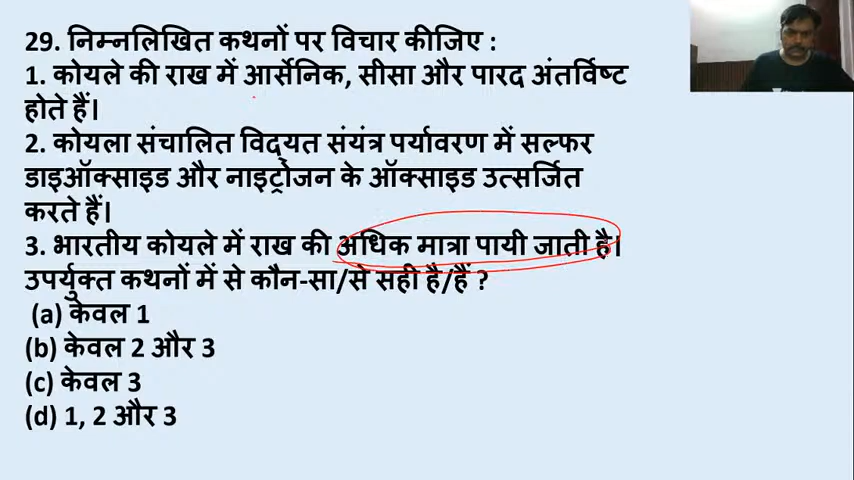 29. निम्नलिखित कथनों पर विचार कीजिए :
1. कोयले की राख में आर्सेनिक, सीसा और पारद अंतर्विष्ट
होते हैं।
2. कोयला संचालित विद्यत संयंत्र पर्यावरण में सल्फर
डाइऑक्साइड और नाइट्रोजन के ऑक्साइड उत्सर्जित
करते हैं।
3. भारतीय कोयले में राख की अधिक मात्रा पायी जाती है।
उपर्युक्त कथनों में से कौन-सा/से सही है/हैं ?
(a) केवल 1
(b) केवल 2 और 3
(c) केवल 3
(d) 1, 2 और 3